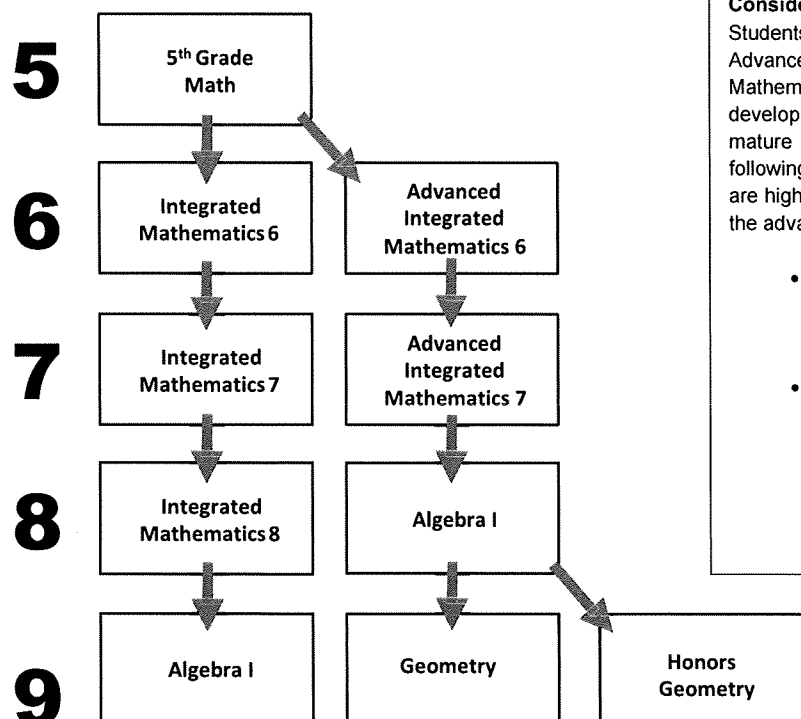 5
5th Grade
Math
6
Integrated
Mathematics 6
Advanced
Integrated
Mathematics 6
7
Integrated
Mathematics 7
Advanced
Integrated
Mathematics 7
8
Integrated
Mathematics 8
Algebra I
9
Algebra I
Geometry
Honors
Geometry
Students
Mathem
develop
mature
following
are high
the adva